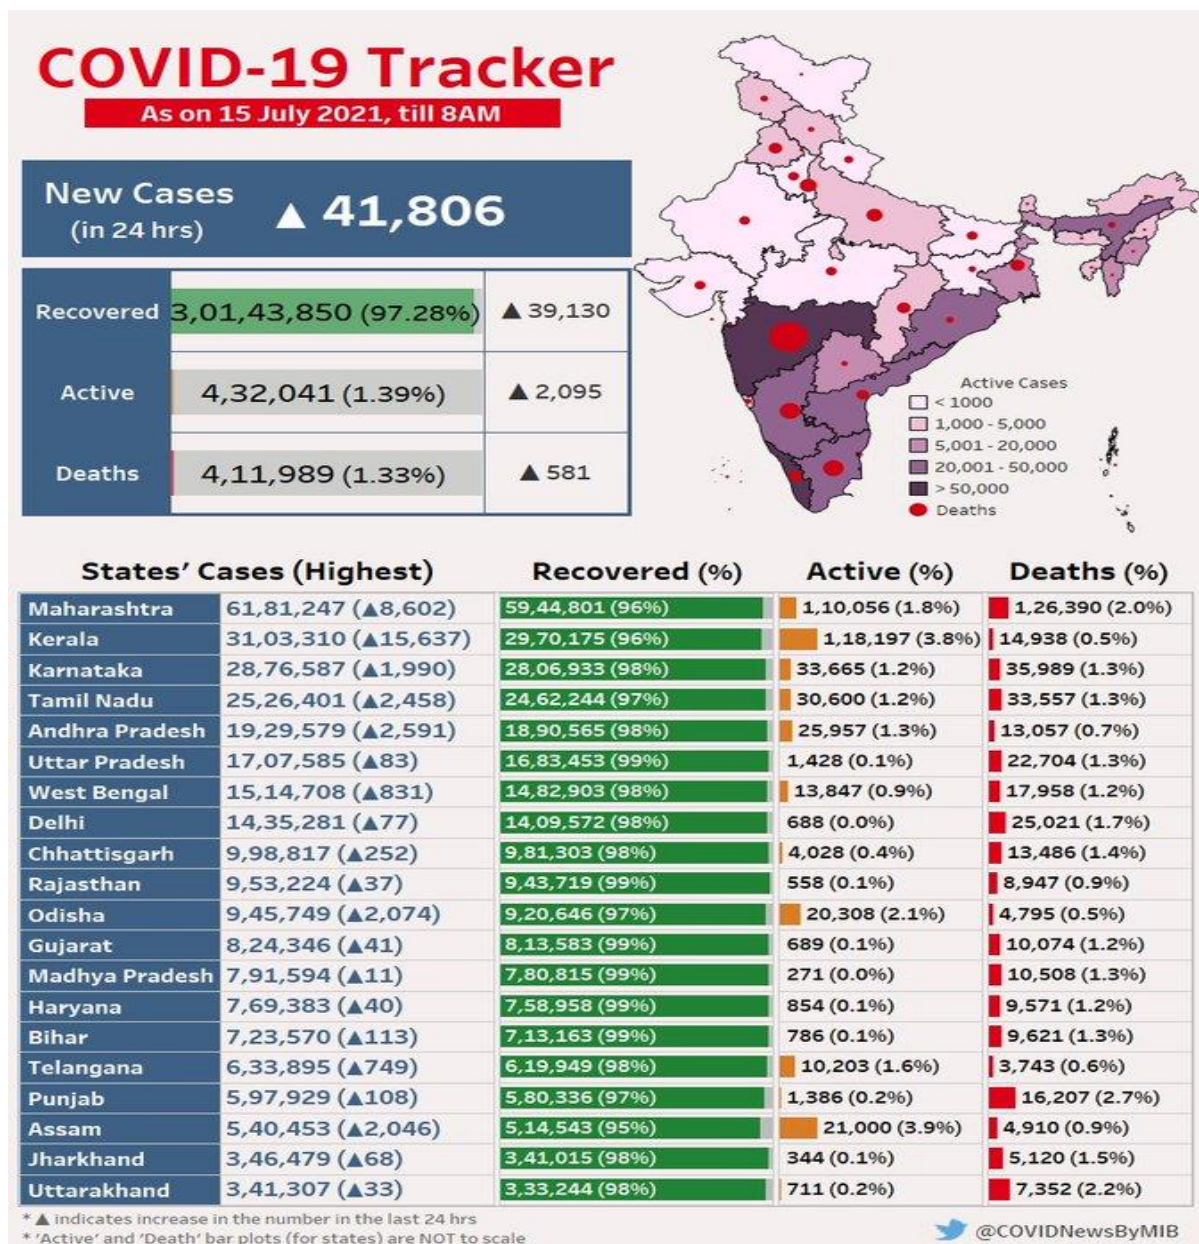 COVID-19 Tracker
As on 15 July 2021, till 8AM
New Cases
(in 24 hrs)
▲ 41,806
Recovered 3,01,43,850 (97.28%) ▲ 39,130
Active 4,32,041 (1.39%) ▲ 2,095
Deaths 4,11,989 (1.33%) ▲ 581
Active Cases
< 1000
1,000 - 5,000
5,001 - 20,000
20,001 - 50,000
> 50,000
Deaths
States' Cases (Highest) Recovered (%) Active (%) Deaths (%)
Maharashtra 61,81,247 (▲8,602) 59,44,801 (96%) 1,10,056 (1.8%) 1,26,390 (2.0%)
Kerala 31,03,310 (▲15,637) 29,70,175 (96%) 1,18,197 (3.8%) 14,938 (0.5%)
Karnataka 28,76,587 (▲1,990) 28,06,933 (98%) 33,665 (1.2%) 35,989 (1.3%)
Tamil Nadu 25,26,401 (▲2,458) 24,62,244 (97%) 30,600 (1.2%) 33,557 (1.3%)
Andhra Pradesh 19,29,579 (▲2,591) 18,90,565 (98%) 25,957 (1.3%) 13,057 (0.7%)
Uttar Pradesh 17,07,585 (▲83) 16,83,453 (99%) 1,428 (0.1%) 22,704 (1.3%)
West Bengal 15,14,708 (▲831) 14,82,903 (98%) 13,847 (0.9%) 17,958 (1.2%)
Delhi 14,35,281 (▲77) 14,09,572 (98%) 688 (0.0%) 25,021 (1.7%)
Chhattisgarh 9,98,817 (▲252) 9,81,303 (98%) 4,028 (0.4%) 13,486 (1.4%)
Rajasthan 9,53,224 (▲37) 9,43,719 (99%) 558 (0.1%) 8,947 (0.9%)
Odisha 9,45,749 (▲2,074) 9,20,646 (97%) 20,308 (2.1%) 4,795 (0.5%)
Gujarat 8,24,346 (▲41) 8,13,583 (99%) 689 (0.1%) 10,074 (1.2%)
Madhya Pradesh 7,91,594 (▲11) 7,80,815 (99%) 271 (0.0%) 10,508 (1.3%)
Haryana 7,69,383 (▲40) 7,58,958 (99%) 854 (0.1%) 9,571 (1.2%)
Bihar 7,23,570 (▲113) 7,13,163 (99%) 786 (0.1%) 9,621 (1.3%)
Telangana 6,33,895 (▲749) 6,19,949 (98%) 10,203 (1.6%) 3,743 (0.6%)
Punjab 5,97,929 (▲108) 5,80,336 (97%) 1,386 (0.2%) 16,207 (2.7%)
Assam 5,40,453 (▲2,046) 5,14,543 (95%) 21,000 (3.9%) 4,910 (0.9%)
Jharkhand 3,46,479 (▲68) 3,41,015 (98%) 344 (0.1%) 5,120 (1.5%)
Uttarakhand 3,41,307 (▲33) 3,33,244 (98%) 711 (0.2%) 7,352 (2.2%)
* ▲ indicates increase in the number in the last 24 hrs
* 'Active' and 'Death' bar plots (for states) are NOT to scale
@COVIDNewsByMIB